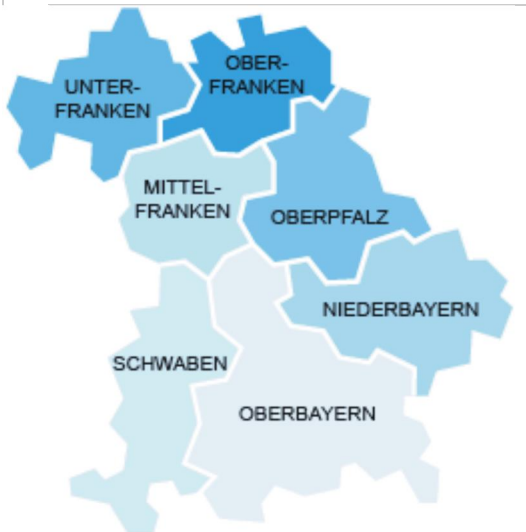 OBER-
FRANKEN
UNTER-
FRANKEN
MITTEL-
FRANKEN
OBERPFALZ
NIEDERBAYERN
SCHWABEN
OBERBAYERN